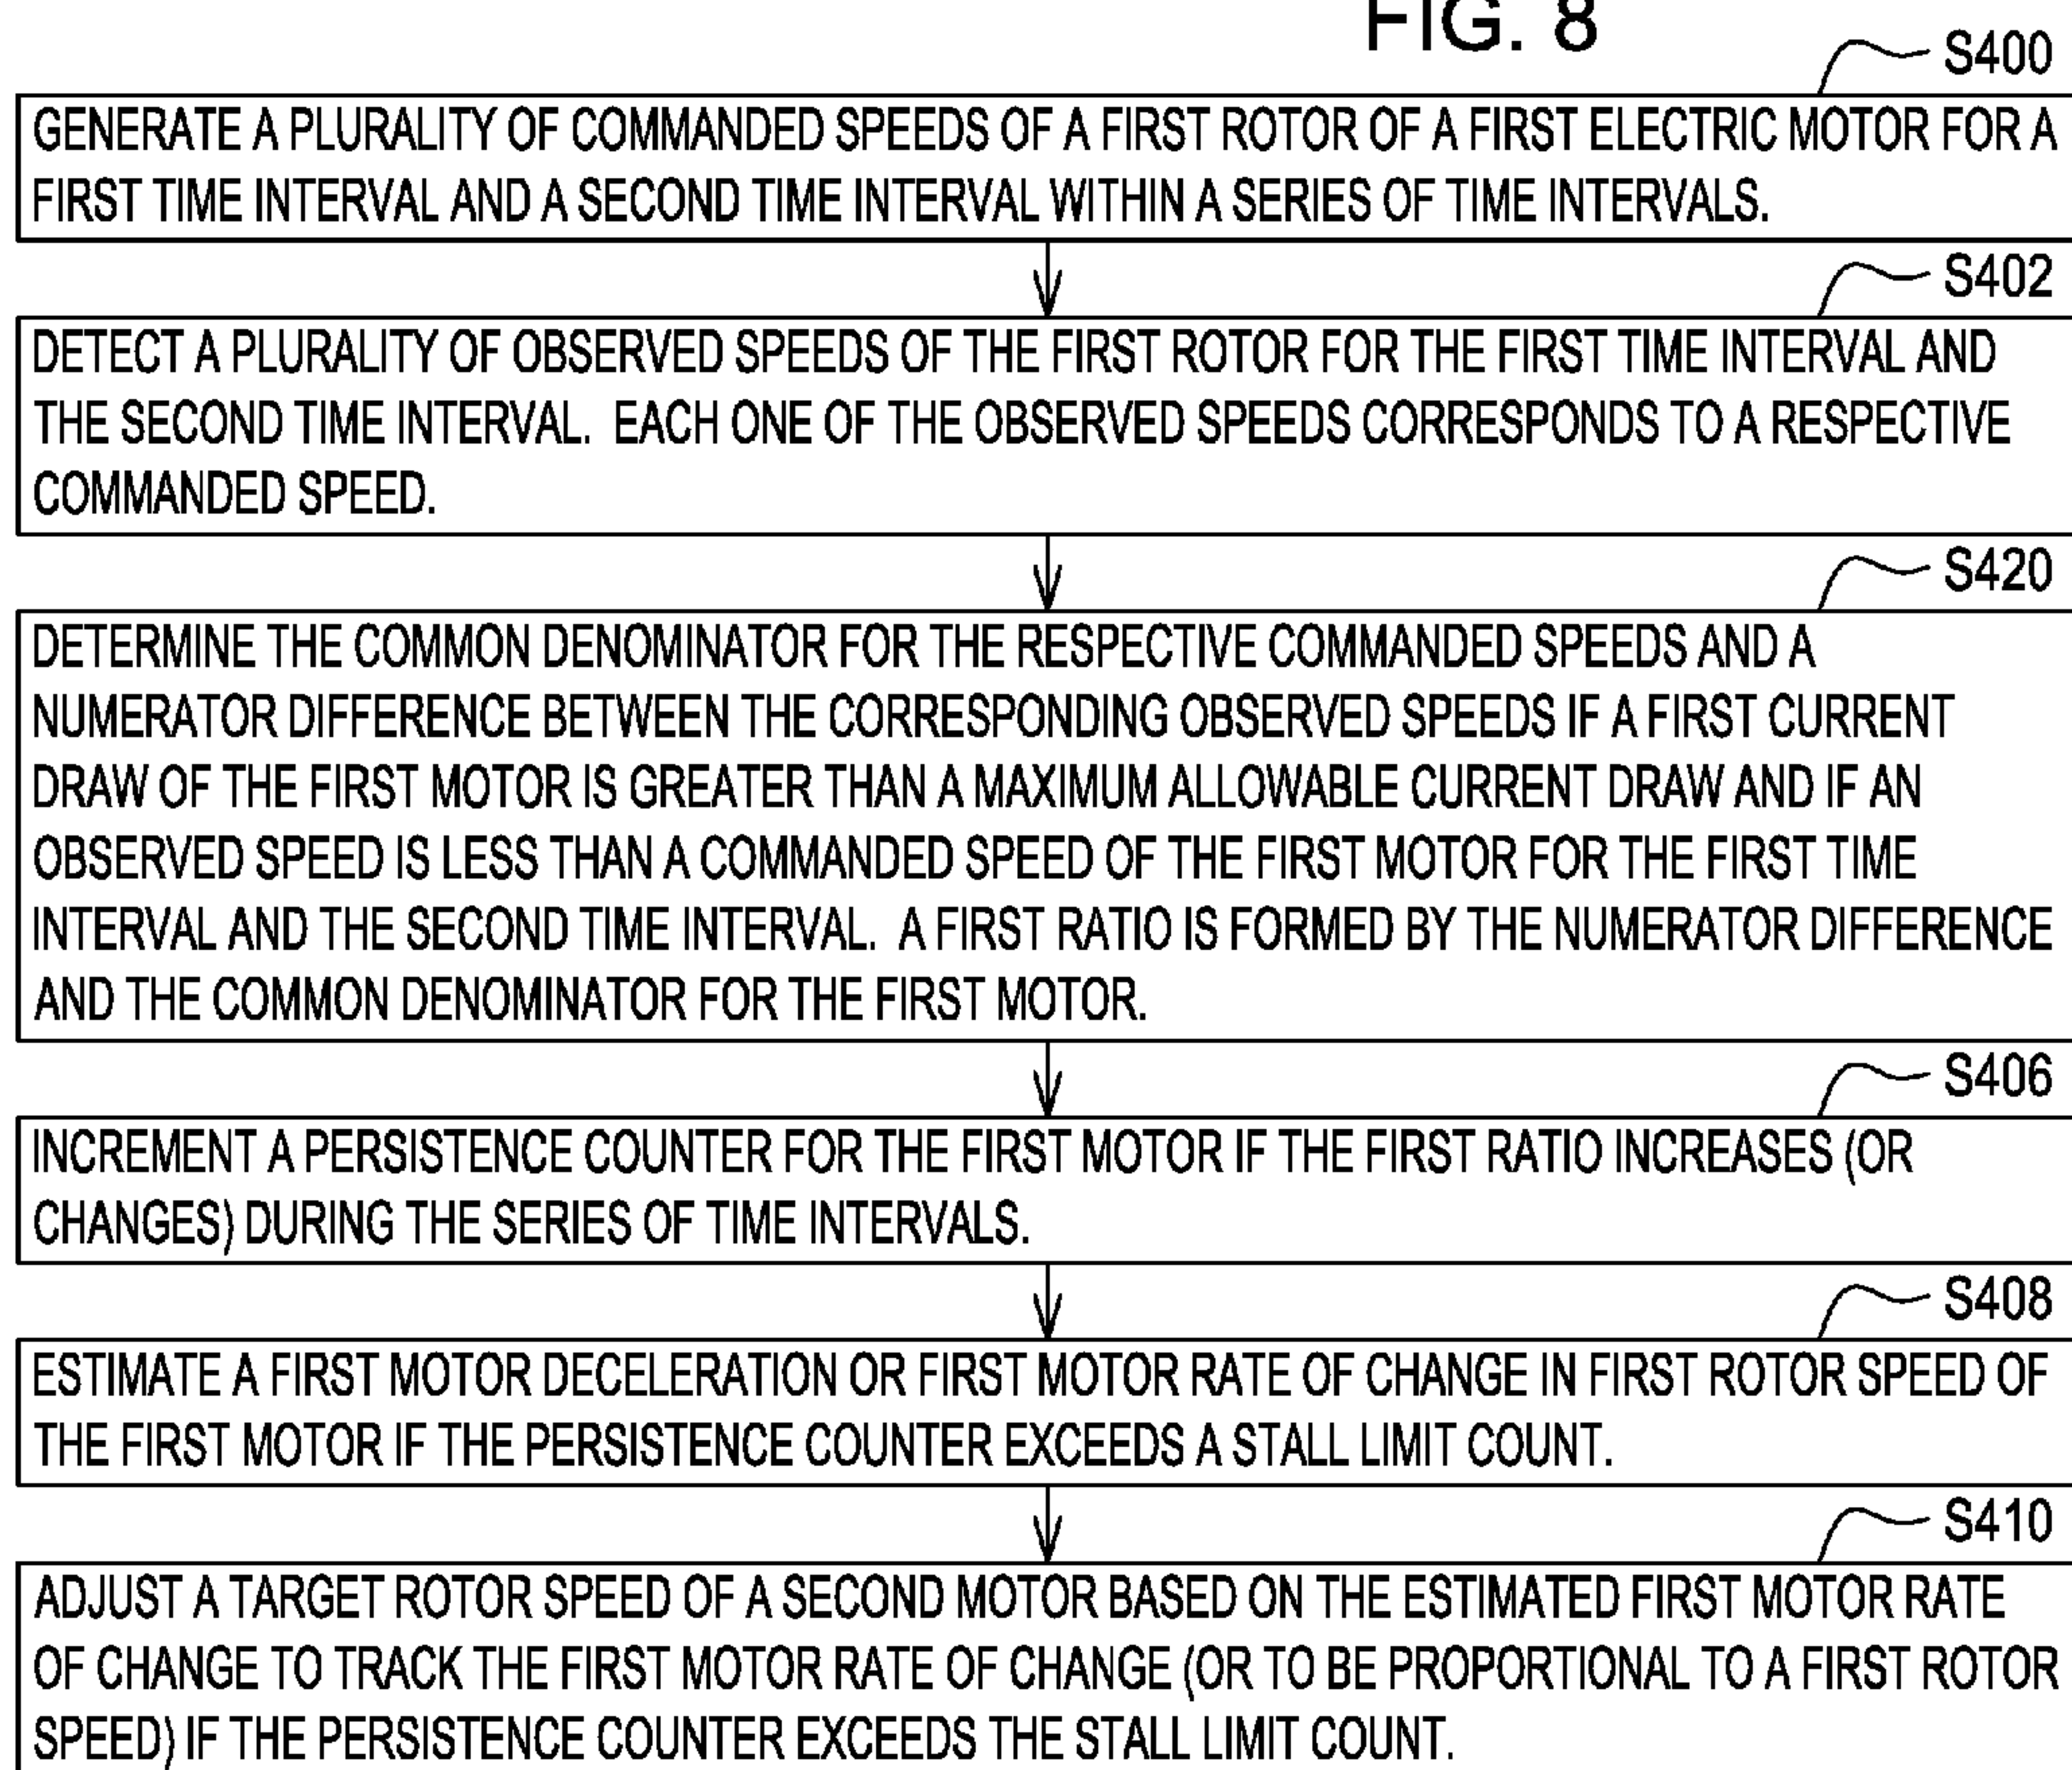 FIG. 8
S400
GENERATE A PLURALITY OF COMMANDED SPEEDS OF A FIRST ROTOR OF A FIRST ELECTRIC MOTOR FOR A
FIRST TIME INTERVAL AND A SECOND TIME INTERVAL WITHIN A SERIES OF TIME INTERVALS.
S402
DETECT A PLURALITY OF OBSERVED SPEEDS OF THE FIRST ROTOR FOR THE FIRST TIME INTERVAL AND
THE SECOND TIME INTERVAL. EACH ONE OF THE OBSERVED SPEEDS CORRESPONDS TO A RESPECTIVE
COMMANDED SPEED.
S420
DETERMINE THE COMMON DENOMINATOR FOR THE RESPECTIVE COMMANDED SPEEDS AND A
NUMERATOR DIFFERENCE BETWEEN THE CORRESPONDING OBSERVED SPEEDS IF A FIRST CURRENT
DRAW OF THE FIRST MOTOR IS GREATER THAN A MAXIMUM ALLOWABLE CURRENT DRAW AND IF AN
OBSERVED SPEED IS LESS THAN A COMMANDED SPEED OF THE FIRST MOTOR FOR THE FIRST TIME
INTERVAL AND THE SECOND TIME INTERVAL. A FIRST RATIO IS FORMED BY THE NUMERATOR DIFFERENCE
AND THE COMMON DENOMINATOR FOR THE FIRST MOTOR.
S406
INCREMENT A PERSISTENCE COUNTER FOR THE FIRST MOTOR IF THE FIRST RATIO INCREASES (OR
CHANGES) DURING THE SERIES OF TIME INTERVALS.
S408
ESTIMATE A FIRST MOTOR DECELERATION OR FIRST MOTOR RATE OF CHANGE IN FIRST ROTOR SPEED OF
THE FIRST MOTOR IF THE PERSISTENCE COUNTER EXCEEDS A STALL LIMIT COUNT.
S410
ADJUST A TARGET ROTOR SPEED OF A SECOND MOTOR BASED ON THE ESTIMATED FIRST MOTOR RATE
OF CHANGE TO TRACK THE FIRST MOTOR RATE OF CHANGE (OR TO BE PROPORTIONAL TO A FIRST ROTOR
SPEED) IF THE PERSISTENCE COUNTER EXCEEDS THE STALL LIMIT COUNT.